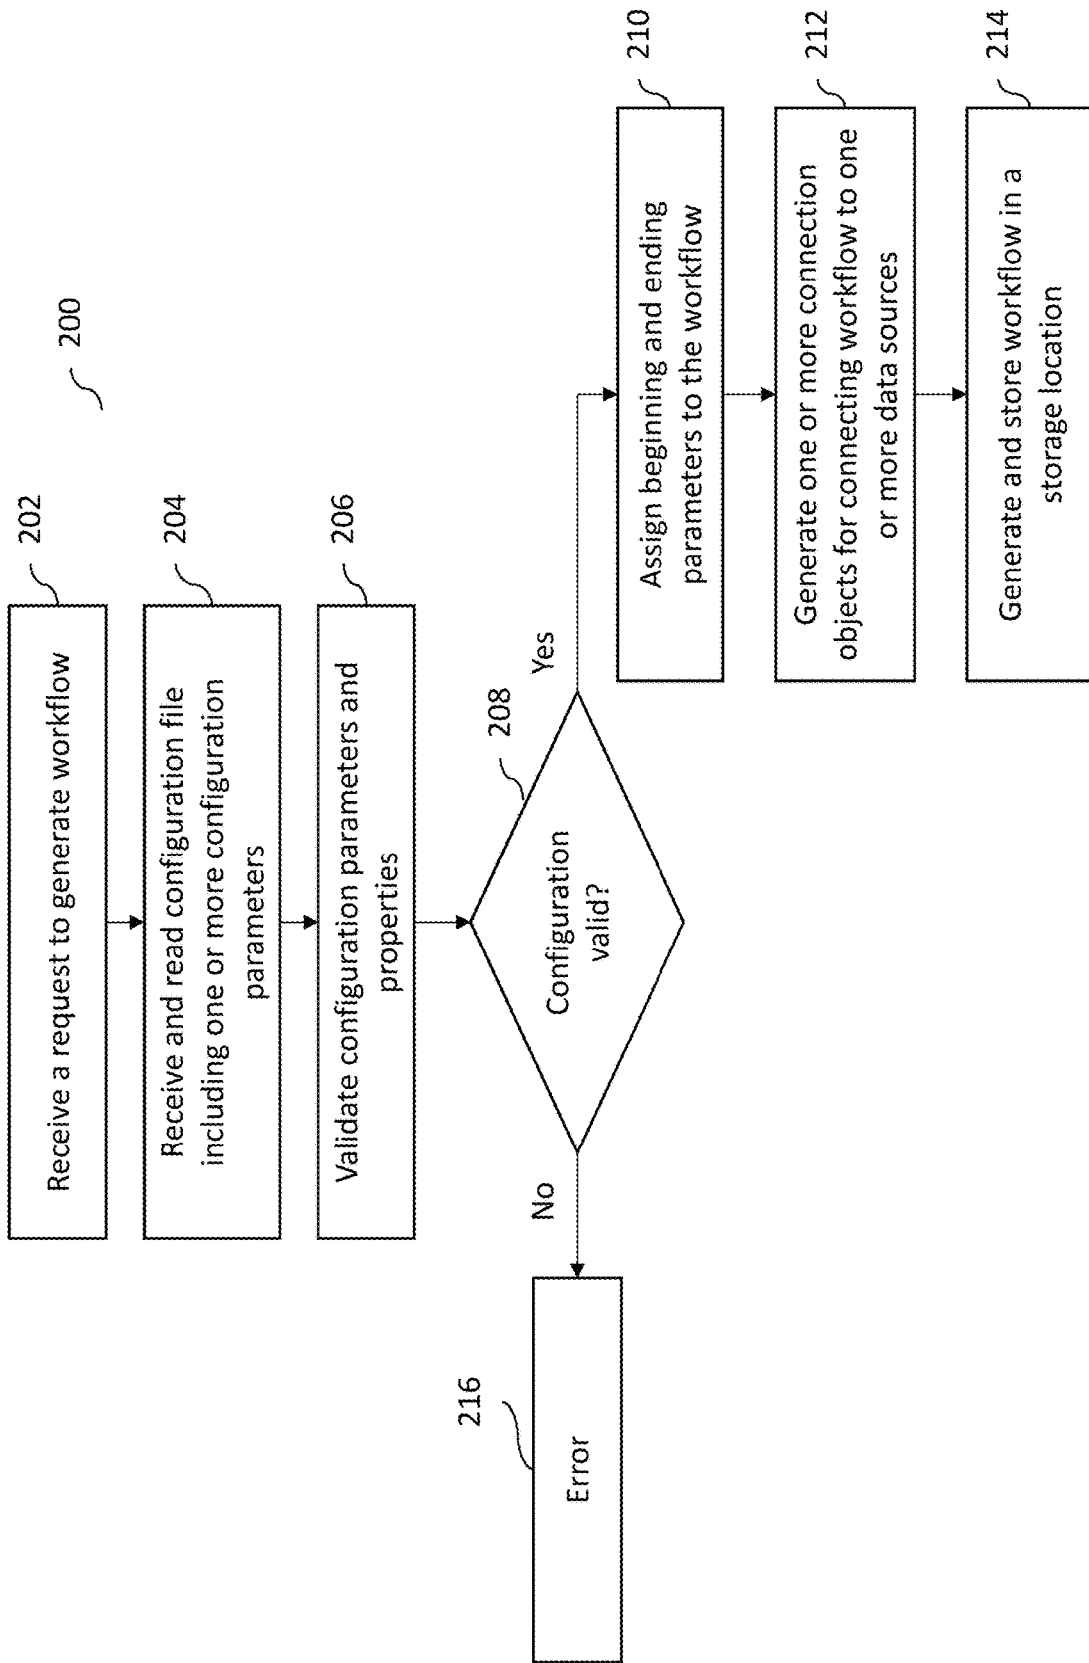 200
202
Receive a request to generate workflow
204
Receive and read configuration file
including one or more configuration
parameters
206
Validate configuration parameters and
properties
208
Configuration
valid?
Yes
No
216
Error
210
Assign beginning and ending
parameters to the workflow
212
Generate one or more connection
objects for connecting workflow to one
or more data sources
214
Generate and store workflow in a
storage location